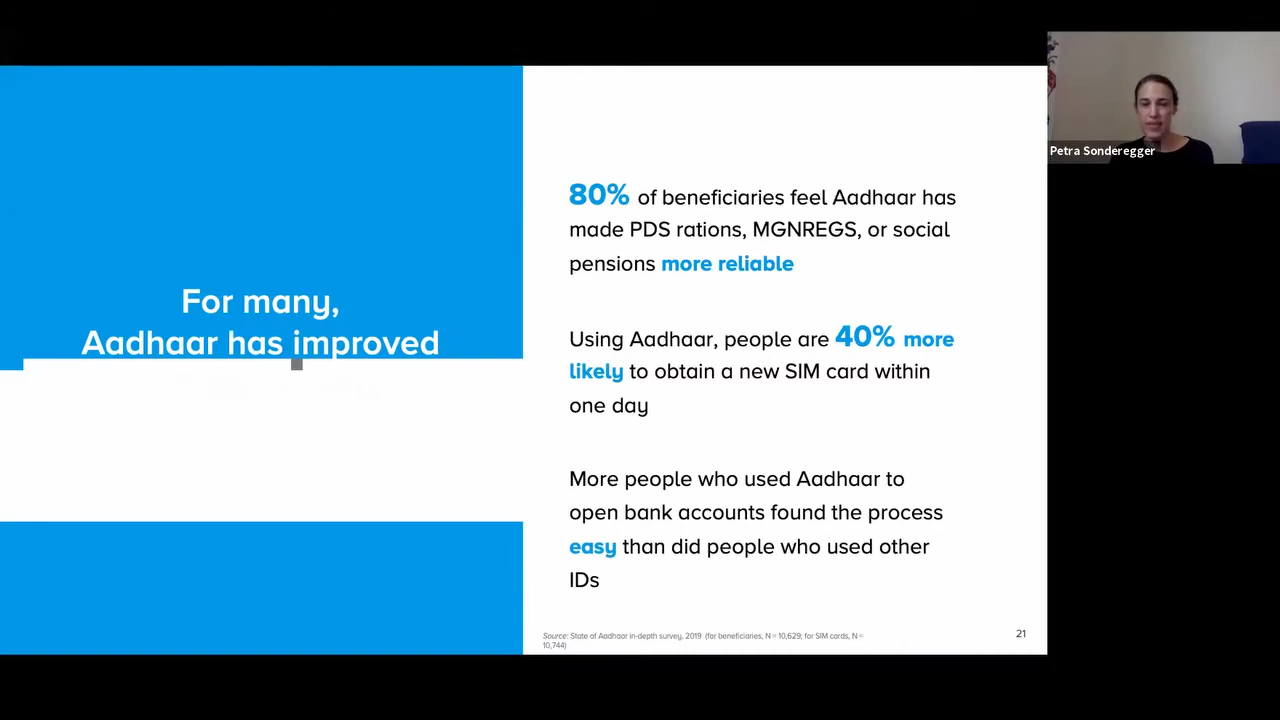 For many,
Aadhaar has improved
80% of beneficiaries feel Aadhaar has
made PDS rations, MGNREGS, or social
pensions more reliable
Using Aadhaar, people are 40% more
likely to obtain a new SIM card within
one day
More people who used Aadhaar to
open bank accounts found the process
easy than did people who used other
IDs
Source: State of Aadhaar in-depth survey, 2019 (for beneficiaries, N = 10,629; for SIM cards, N =
10,744)
21
Petra Sonderegger